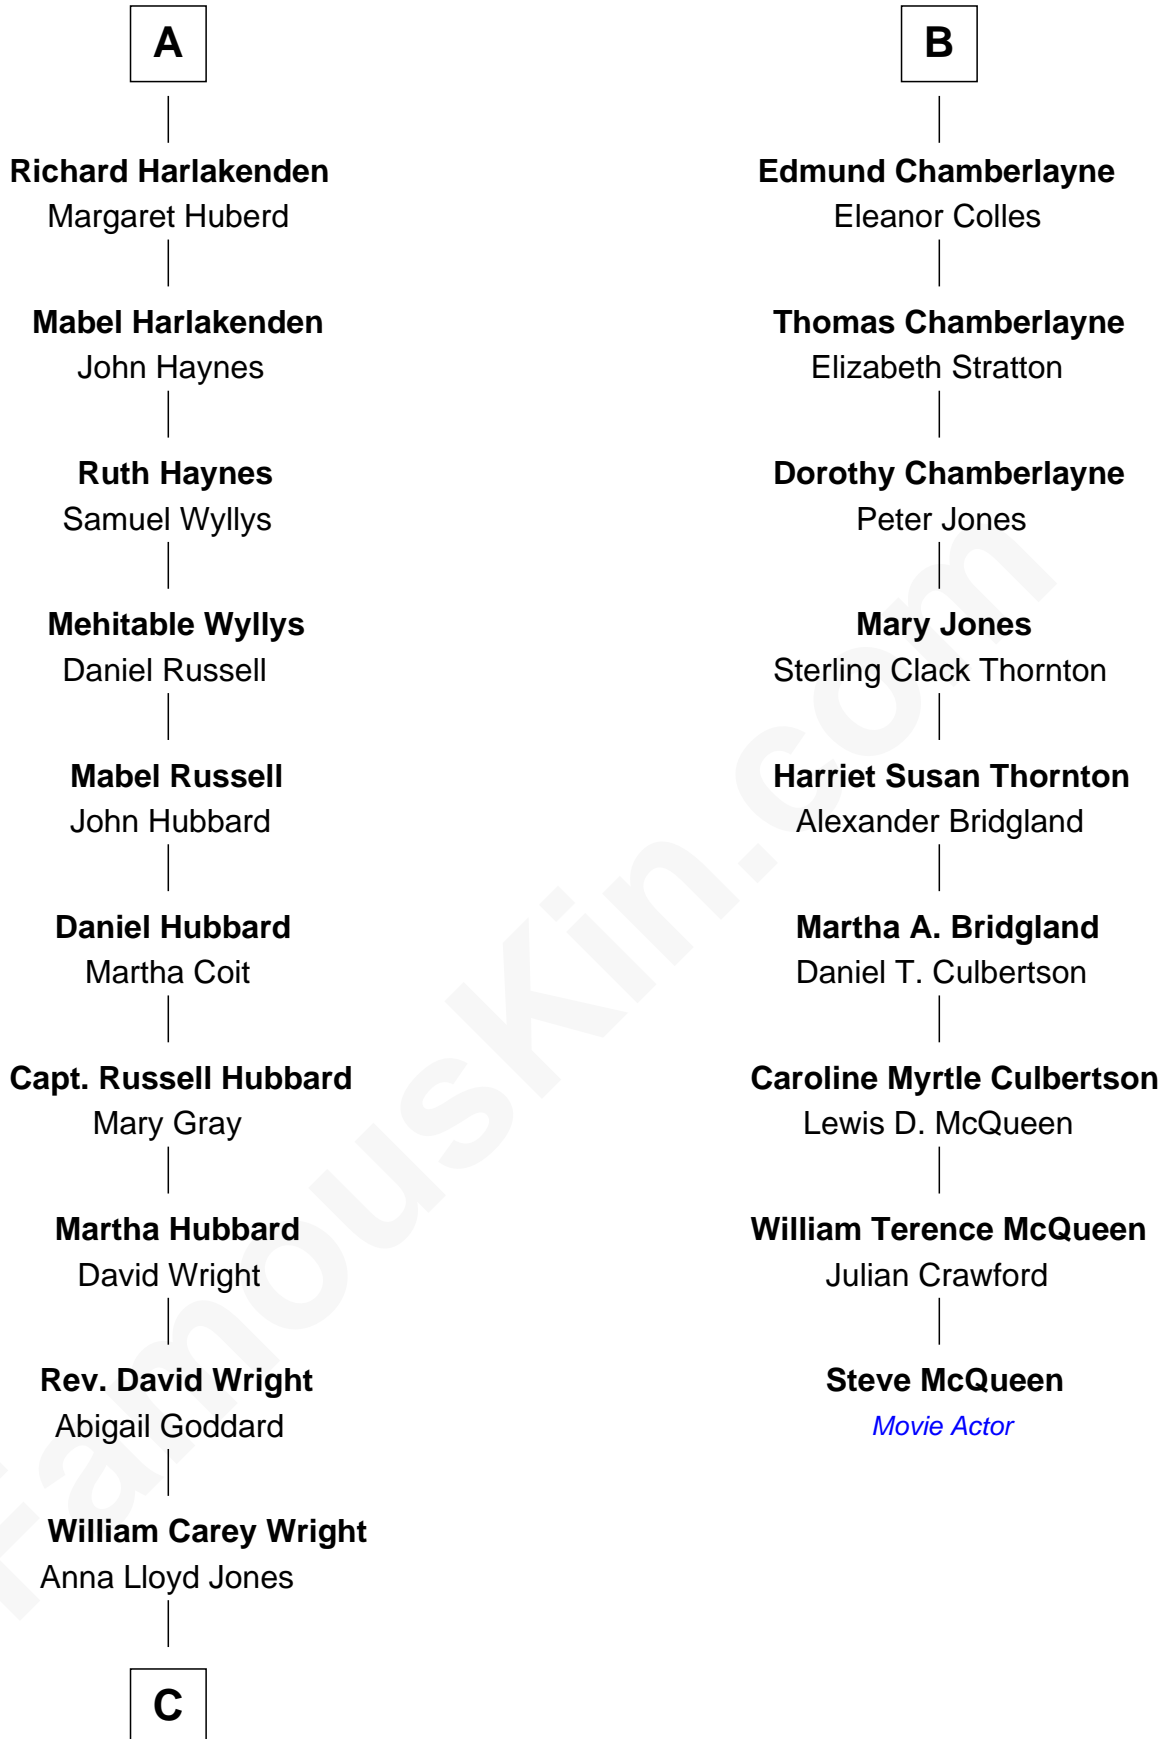 A
Richard Harlakenden
Margaret Huberd
Mabel Harlakenden
John Haynes
Ruth Haynes
Samuel Wyllys
Mehitable Wyllys
Daniel Russell
Mabel Russell
John Hubbard
Daniel Hubbard
Martha Coit
Capt. Russell Hubbard
Mary Gray
Martha Hubbard
David Wright
Rev. David Wright
Abigail Goddard
William Carey Wright
Anna Lloyd Jones
C
B
Edmund Chamberlayne
Eleanor Colles
Thomas Chamberlayne
Elizabeth Stratton
Dorothy Chamberlayne
Peter Jones
Mary Jones
Sterling Clack Thornton
Harriet Susan Thornton
Alexander Bridgland
Martha A. Bridgland
Daniel T. Culbertson
Caroline Myrtle Culbertson
Lewis D. McQueen
William Terence McQueen
Julian Crawford
Steve McQueen
Movie Actor
FamousKin.com